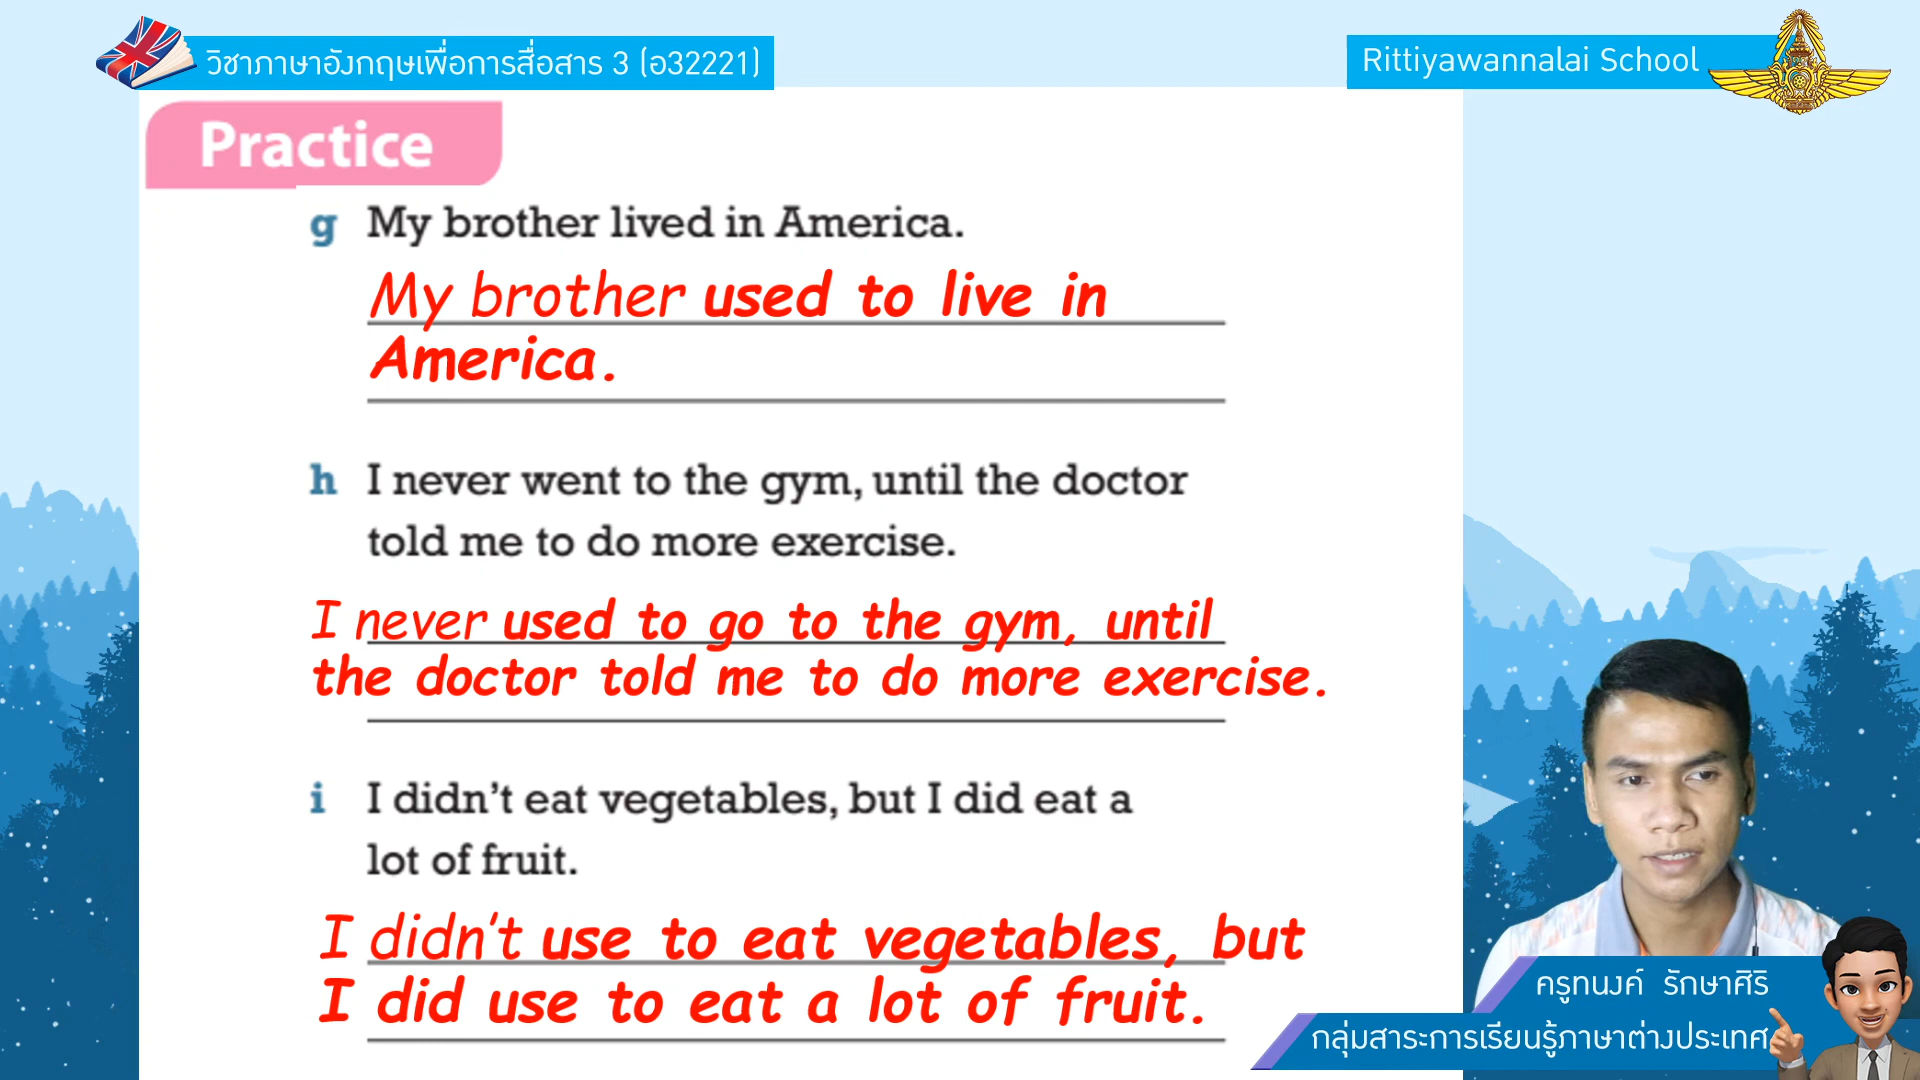 วิชาภาษาอังกฤษเพื่อการสื่อสาร 3 (อ32221)
Rittiyawannalai School
Practice
g My brother lived in America.
My brother used to live in
America.
h I never went to the gym, until the doctor
told me to do more exercise.
I never used to go to the gym, until
the doctor told me to do more exercise.
i I didn't eat vegetables, but I did eat a
lot of fruit.
I didn't use to eat vegetables, but
I did use to eat a lot of fruit.
ครูทนงค์ รักษาศิริ
กลุ่มสาระการเรียนรู้ภาษาต่างประเทศ